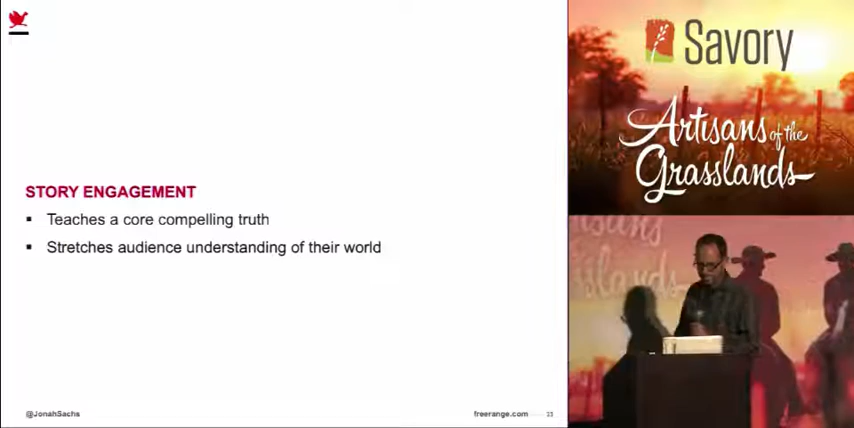 STORY ENGAGEMENT
▪ Teaches a core compelling truth
▪ Stretches audience understanding of their world
@JonahSachs
freerange.com
13
Savory
Artisans of the
Grasslands